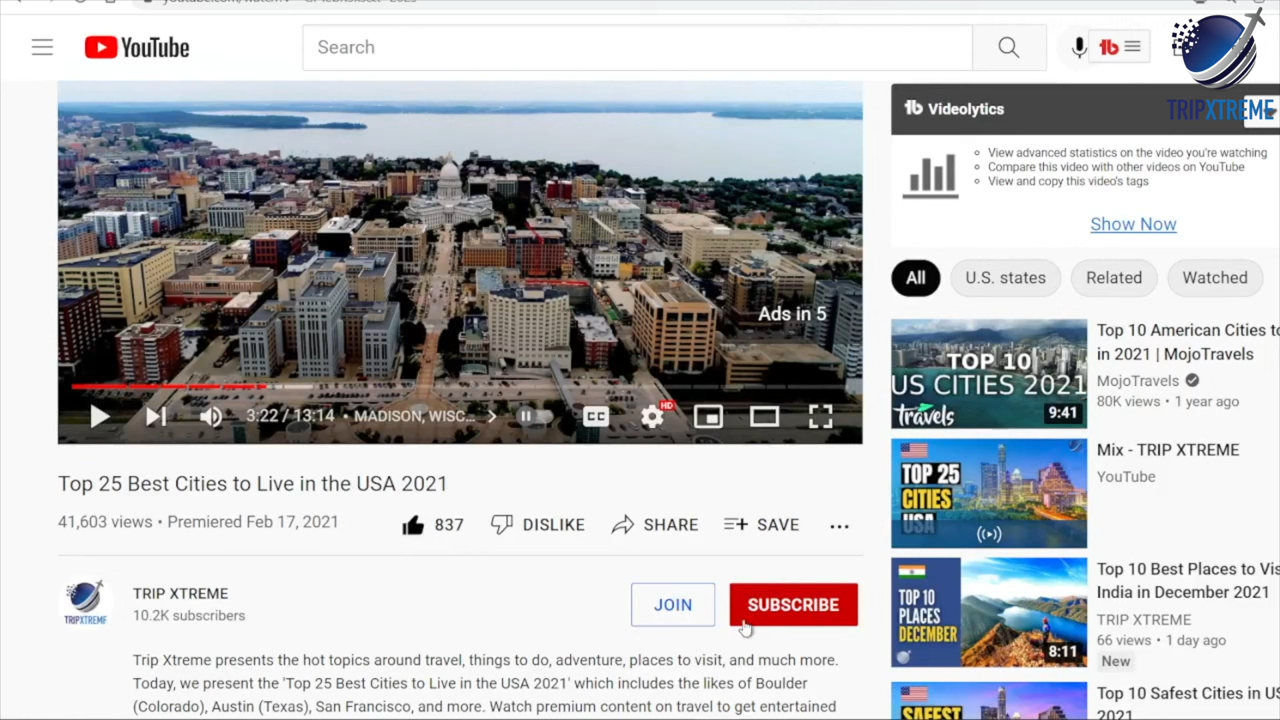 YouTube
Search
TRIPXTREME
Videolytics
View advanced statistics on the video you're watching
Compare this video with other videos on YouTube
View and copy this video's tags
Show Now
All
U.S. states
Related
Watched
Ads in 5
3:22 / 13:14 • MADISON, WISC...
CC
HD
Top 25 Best Cities to Live in the USA 2021
41,603 views • Premiered Feb 17, 2021
837
DISLIKE
SHARE
SAVE
...
TRIP XTREME
10.2K subscribers
JOIN
SUBSCRIBE
TRIPXTREME
Trip Xtreme presents the hot topics around travel, things to do, adventure, places to visit, and much more.
Today, we present the 'Top 25 Best Cities to Live in the USA 2021' which includes the likes of Boulder
(Colorado), Austin (Texas), San Francisco, and more. Watch premium content on travel to get entertained
TOP 10
US CITIES 2021
travels
9:41
Top 10 American Cities to
in 2021 | MojoTravels
MojoTravels
80K views • 1 year ago
TOP 25
CITIES
USA
Mix - TRIP XTREME
YouTube
TOP 10
PLACES
DECEMBER
8:11
Top 10 Best Places to Vis
India in December 2021
TRIP XTREME
66 views • 1 day ago
New
SAFEST
Top 10 Safest Cities in US
2021